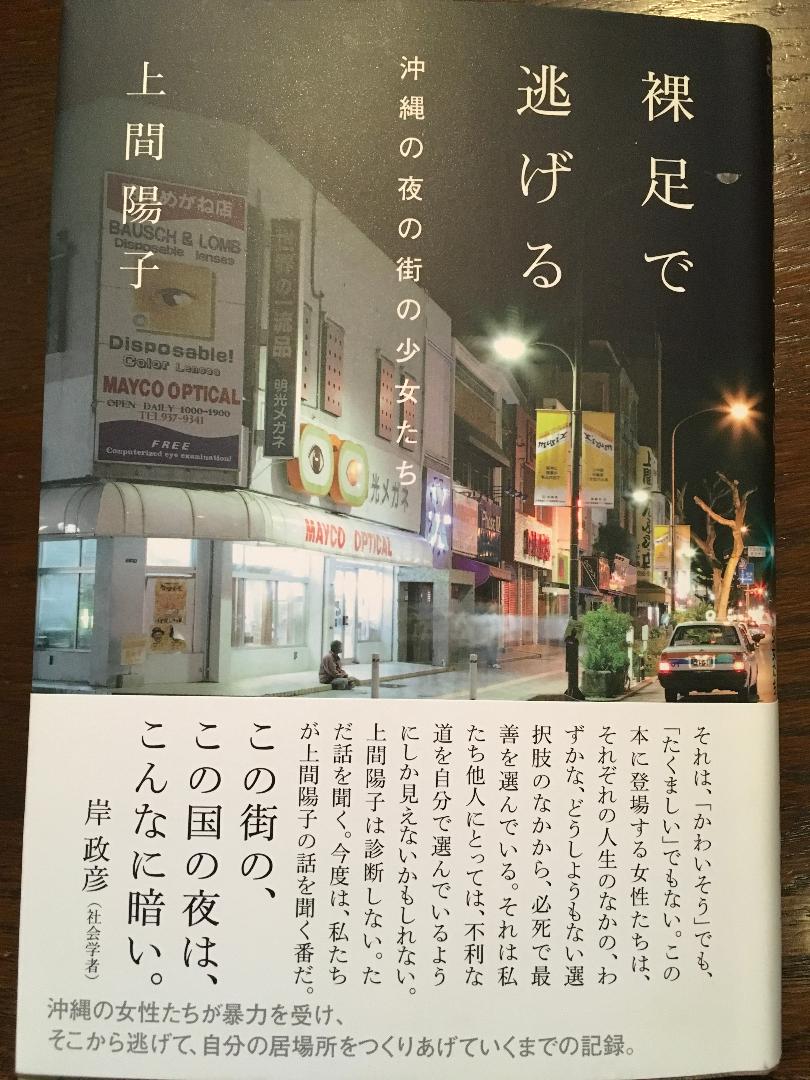 裸足で
逃げる
沖縄の夜の街の少女たち
上間陽子
めがね店
BAUSCH & LOMB
Disposable lenses
Disposable!
Color Lenses
MAYCO OPTICAL
OPEN DAILY 1000-1900
TEL 937-9341
FREE
Computerized eye examination!
世界の一流品
明光メガネ
光メガネ
MAYCO OPTICAL
それは、「かわいそう」でも、
「たくましい」でもない。この
本に登場する女性たちは、
それぞれの人生のなかの、わ
ずかな、どうしようもない選
択肢のなかから、必死で最
善を選んでいる。それは私
たち他人にとっては、不利な
道を自分で選んでいるよう
にしか見えないかもしれない。
上間陽子は診断しない。た
だ話を聞く。今度は、私たち
が上間陽子の話を聞く番だ。
この街の、
この国の夜は、
こんなに暗い。
岸 政彦（社会学者）
沖縄の女性たちが暴力を受け、
そこから逃げて、自分の居場所をつくりあげていくまでの記録。